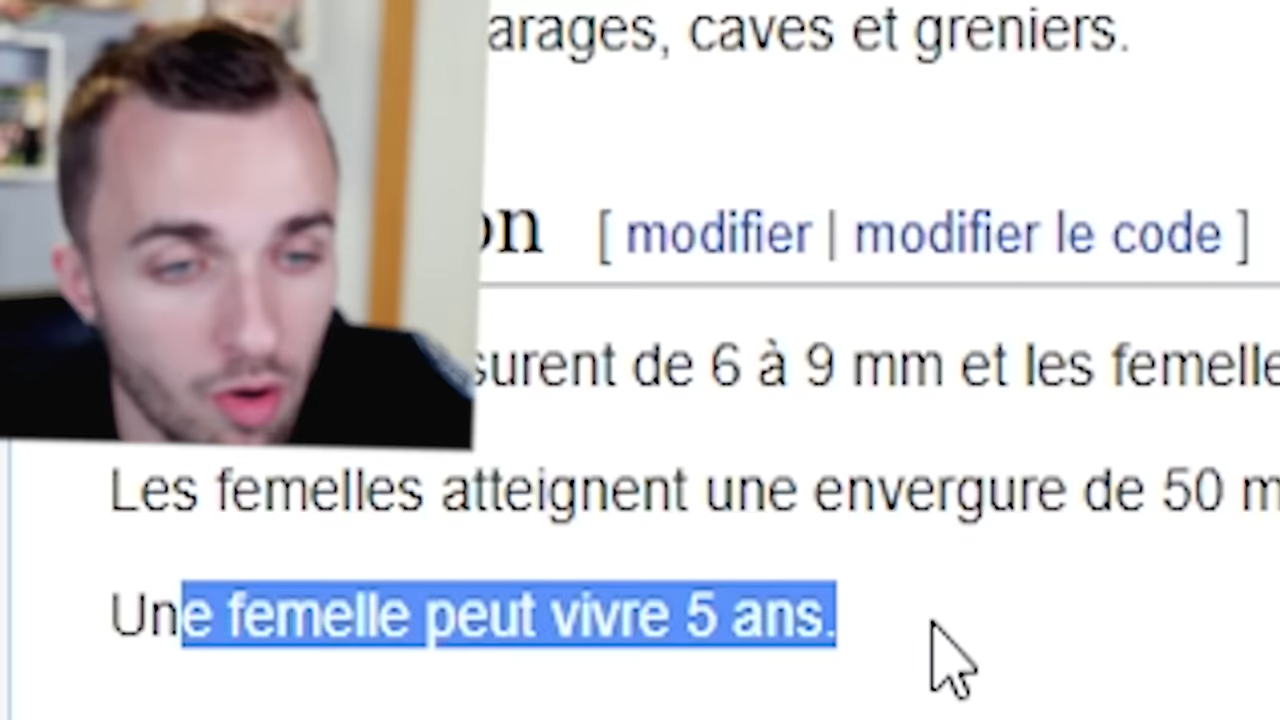 arages, caves et greniers.
on [ modifier | modifier le code ]
surent de 6 à 9 mm et les femelle
Les femelles atteignent une envergure de 50 m
Une femelle peut vivre 5 ans.